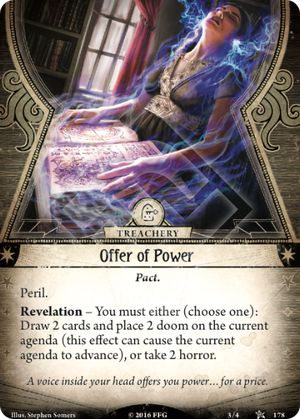 TREACHERY
Offer of Power
Pact.
Peril.
Revelation – You must either (choose one):
Draw 2 cards and place 2 doom on the current
agenda (this effect can cause the current
agenda to advance), or take 2 horror.
A voice inside your head offers you power…for a price.
Illus. Stephen Somers © 2016 FFG 3/4 178